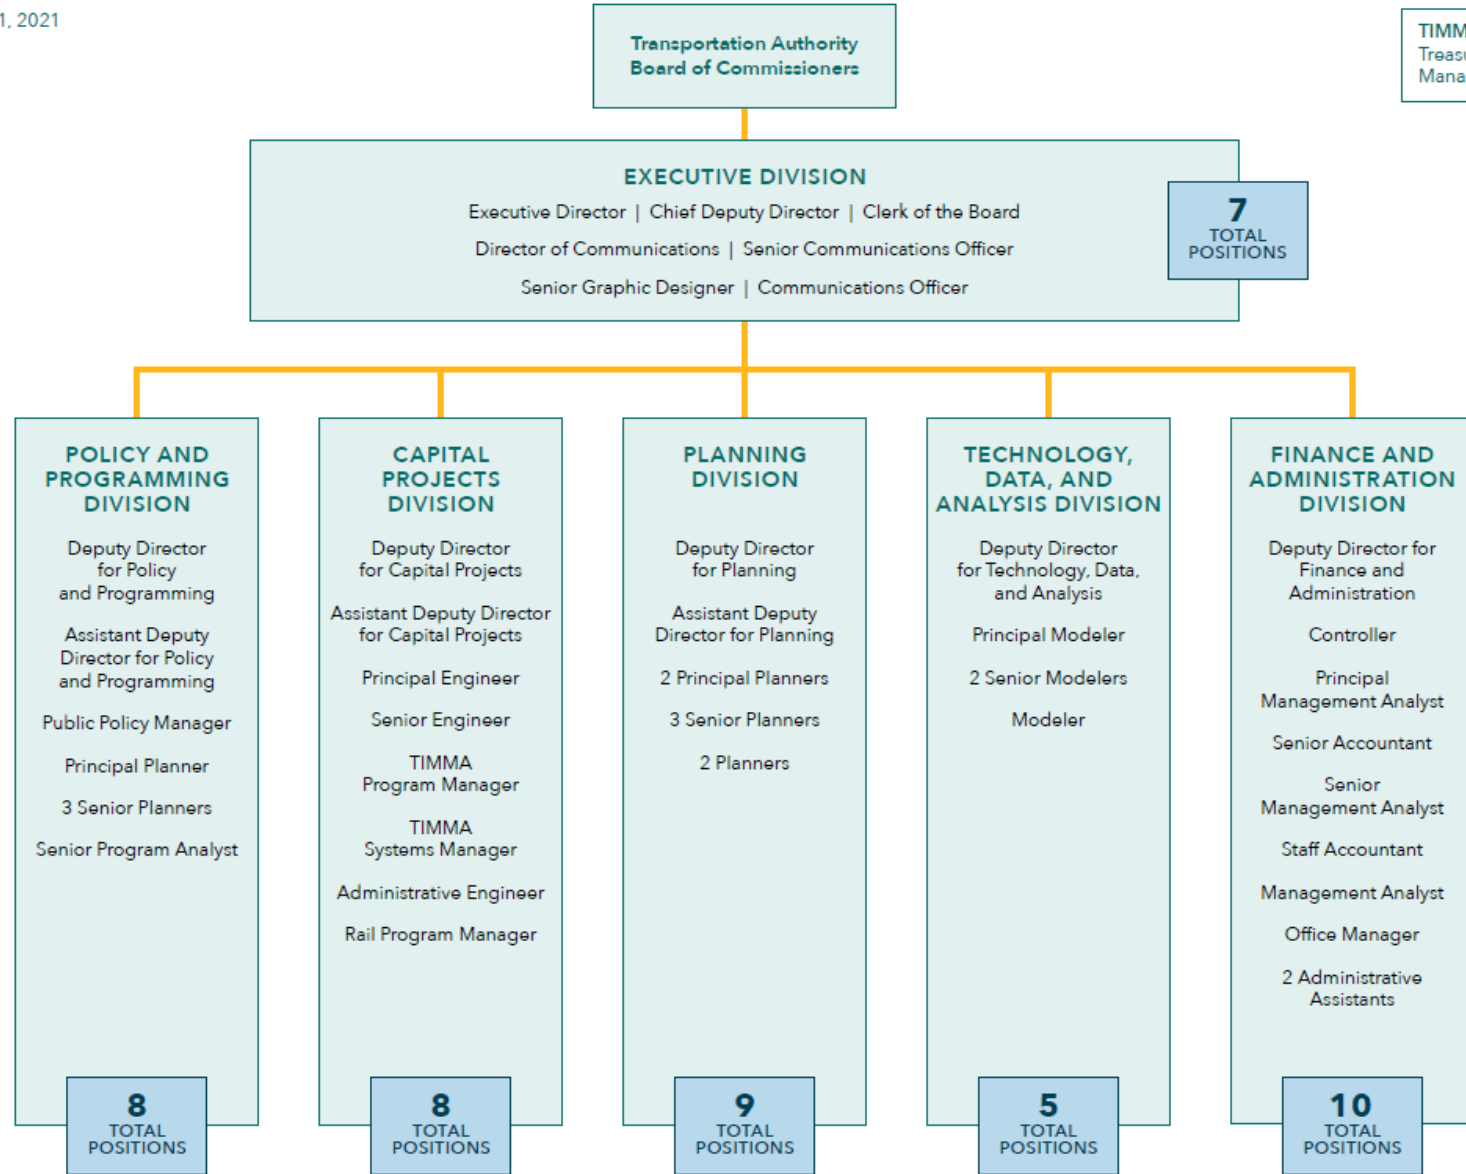 1, 2021
Transportation Authority
Board of Commissioners
TIMM
Treasu
Mana
EXECUTIVE DIVISION
Executive Director | Chief Deputy Director | Clerk of the Board
Director of Communications | Senior Communications Officer
Senior Graphic Designer | Communications Officer
7
TOTAL
POSITIONS
POLICY AND
PROGRAMMING
DIVISION
Deputy Director
for Policy
and Programming
Assistant Deputy
Director for Policy
and Programming
Public Policy Manager
Principal Planner
3 Senior Planners
Senior Program Analyst
8
TOTAL
POSITIONS
CAPITAL
PROJECTS
DIVISION
Deputy Director
for Capital Projects
Assistant Deputy Director
for Capital Projects
Principal Engineer
Senior Engineer
TIMMA
Program Manager
TIMMA
Systems Manager
Administrative Engineer
Rail Program Manager
8
TOTAL
POSITIONS
PLANNING
DIVISION
Deputy Director
for Planning
Assistant Deputy
Director for Planning
2 Principal Planners
3 Senior Planners
2 Planners
9
TOTAL
POSITIONS
TECHNOLOGY,
DATA, AND
ANALYSIS DIVISION
Deputy Director
for Technology, Data,
and Analysis
Principal Modeler
2 Senior Modelers
Modeler
5
TOTAL
POSITIONS
FINANCE AND
ADMINISTRATION
DIVISION
Deputy Director for
Finance and
Administration
Controller
Principal
Management Analyst
Senior Accountant
Senior
Management Analyst
Staff Accountant
Management Analyst
Office Manager
2 Administrative
Assistants
10
TOTAL
POSITIONS